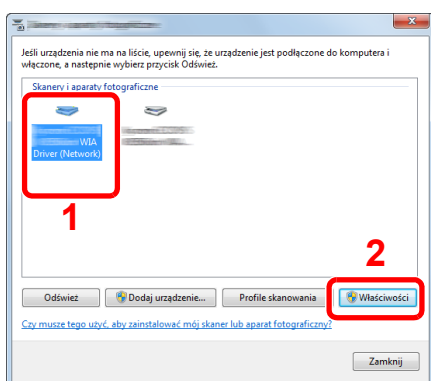 Jeśli urządzenia nie ma na liście, upewnij się, że urządzenie jest podłączone do komputera i
włączone, a następnie wybierz przycisk Odśwież.
Skanery i aparaty fotograficzne
WIA
Driver (Network)
1
2
Odśwież
Dodaj urządzenie...
Profile skanowania
Właściwości
Czy muszę tego użyć, aby zainstalować mój skaner lub aparat fotograficzny?
Zamknij